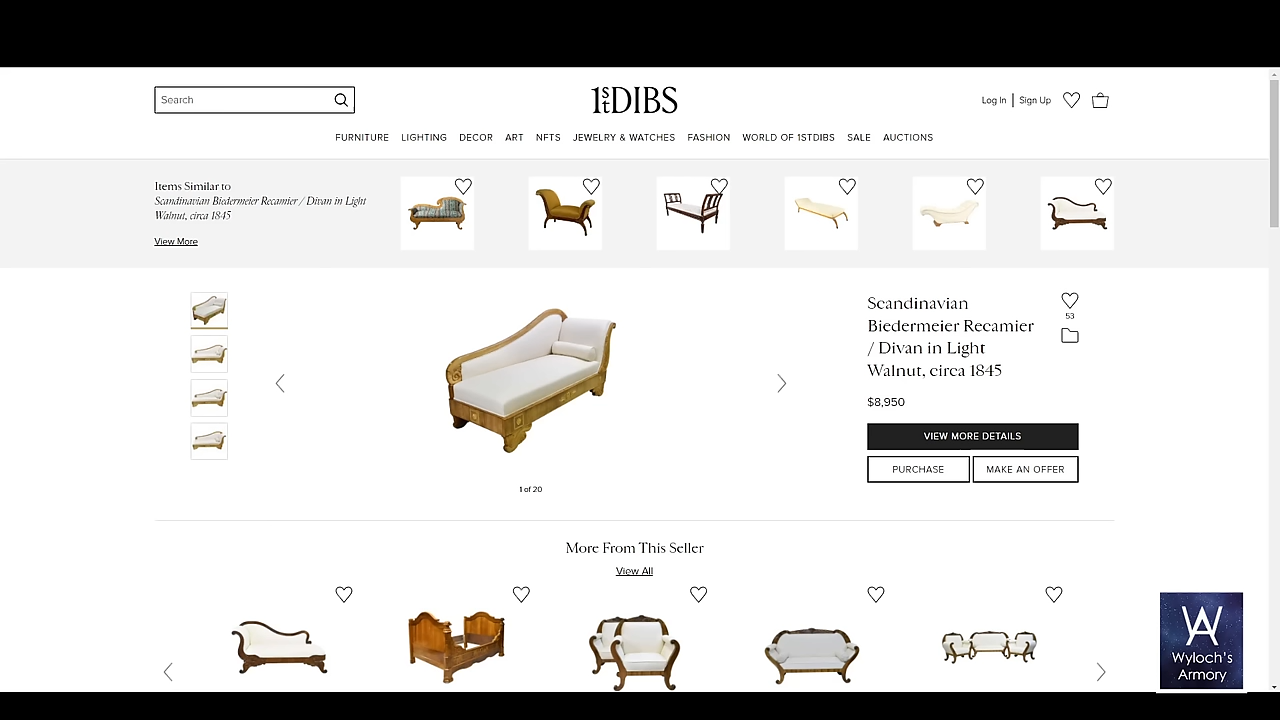 Search
1stDIBS
Log In
Sign Up
FURNITURE LIGHTING DECOR ART NFTS JEWELRY & WATCHES FASHION WORLD OF 1STDIBS SALE AUCTIONS
Items Similar to
Scandinavian Biedermeier Recamier / Divan in Light
Walnut, circa 1845
View More
Scandinavian
Biedermeier Recamier
/ Divan in Light
Walnut, circa 1845
53
$8,950
VIEW MORE DETAILS
PURCHASE
MAKE AN OFFER
1 of 20
More From This Seller
View All
WA
Wyloch's
Armory